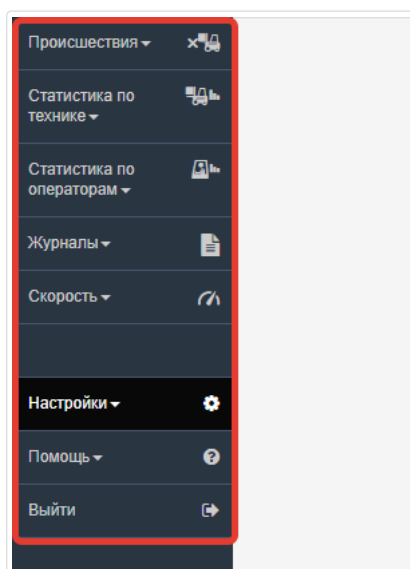 Происшествия
Статистика по
технике
Статистика по
операторам
Журналы
Скорость
Настройки
Помощь
Выйти